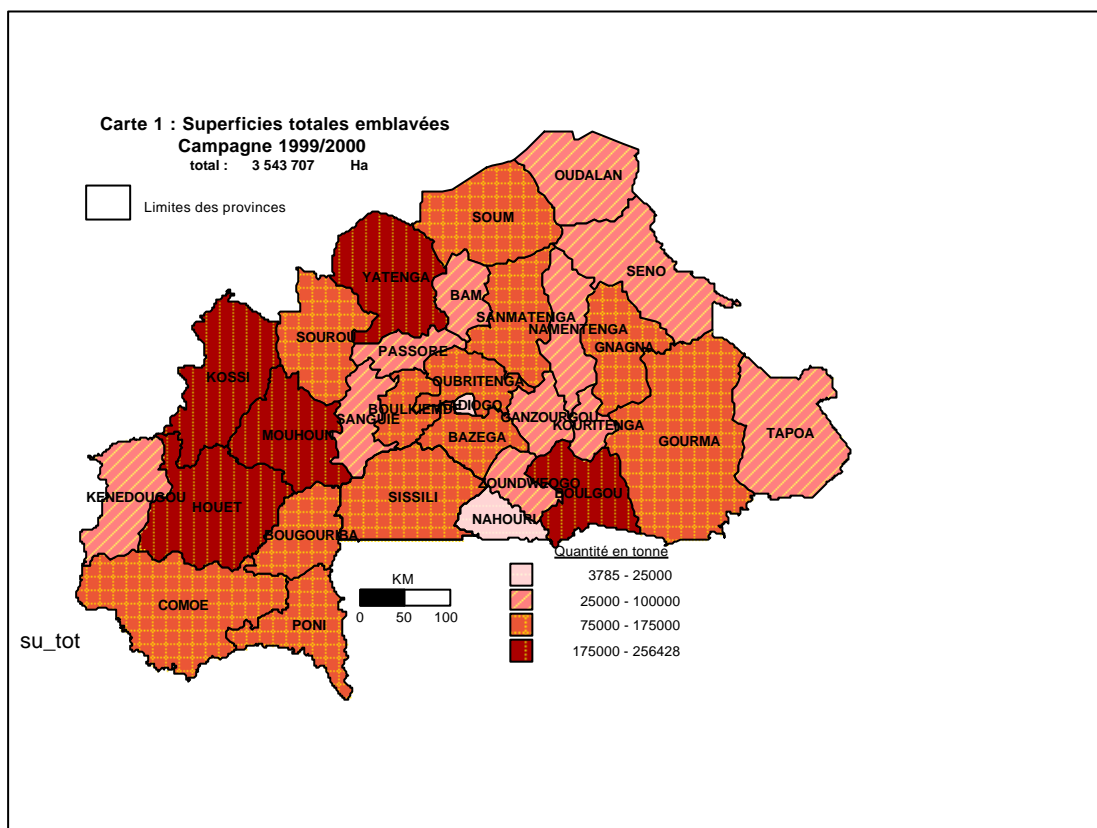 Carte 1 : Superficies totales emblavées
Campagne 1999/2000
total : 3 543 707 Ha
Limites des provinces
OUDALAN
SOUM
SENO
YATENGA
BAM
SANMATENGA
NAMENTENGA
GNAGNA
SOUROU
PASSORE
OUBRITENGA
KOSSI
BOULKIEMDE
KADIOGO
SANGUIE
GANZOURGOU
KOURITENGA
MOUHOUN
BAZEGA
GOURMA
TAPOA
ZOUNDWEOGO
BOULGOU
KENEDOUGOU
HOUET
SISSILI
NAHOURI
BOUGOURIBA
COMOE
PONI
KM
0 50 100
Quantité en tonne
3785 - 25000
25000 - 100000
75000 - 175000
175000 - 256428
su_tot